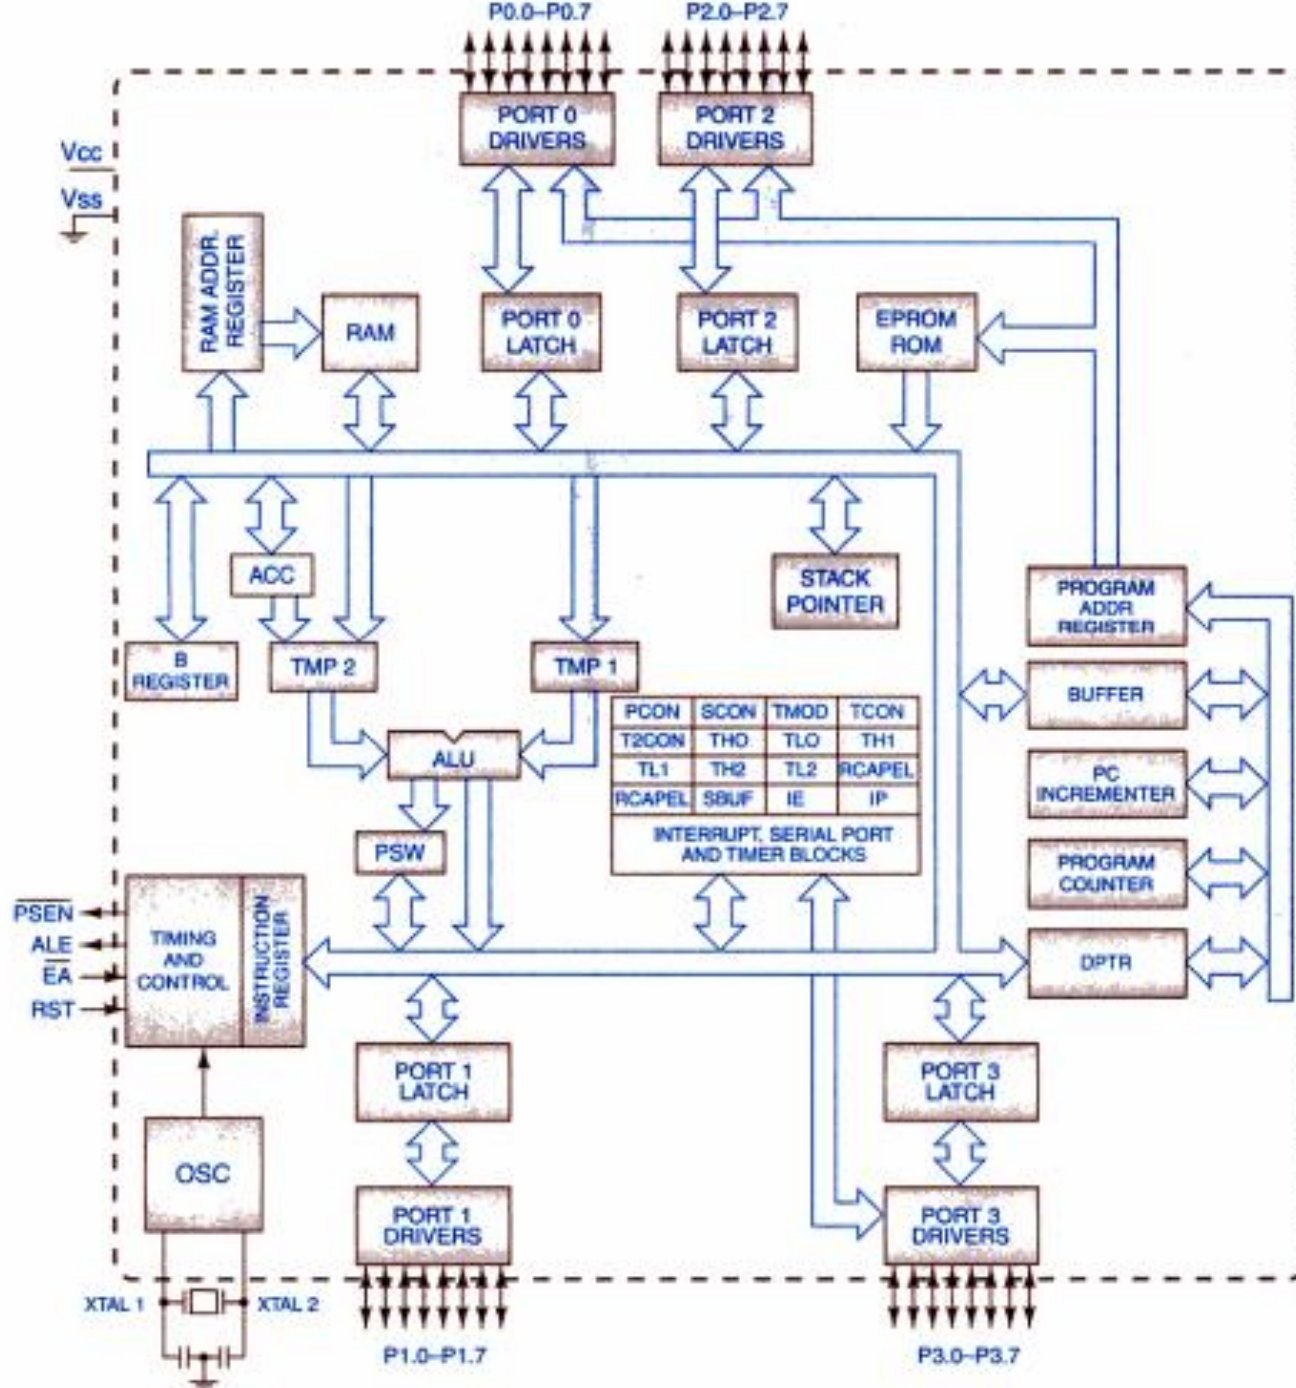 P0.0–P0.7
P2.0–P2.7
PORT 0
DRIVERS
PORT 2
DRIVERS
Vcc
Vss
RAM ADDR.
REGISTER
RAM
PORT 0
LATCH
PORT 2
LATCH
EPROM
ROM
ACC
STACK
POINTER
PROGRAM
ADDR
REGISTER
B
REGISTER
TMP 2
TMP 1
BUFFER
PCON SCON TMOD TCON
T2CON THO TLO TH1
TL1 TH2 TL2 RCAPEL
RCAPEL SBUF IE IP
INTERRUPT, SERIAL PORT
AND TIMER BLOCKS
ALU
PC
INCREMENTER
PSW
PROGRAM
COUNTER
PSEN
ALE
EA
RST
TIMING
AND
CONTROL
INSTRUCTION
REGISTER
DPTR
PORT 1
LATCH
PORT 3
LATCH
OSC
PORT 1
DRIVERS
PORT 3
DRIVERS
XTAL 1
XTAL 2
P1.0–P1.7
P3.0–P3.7